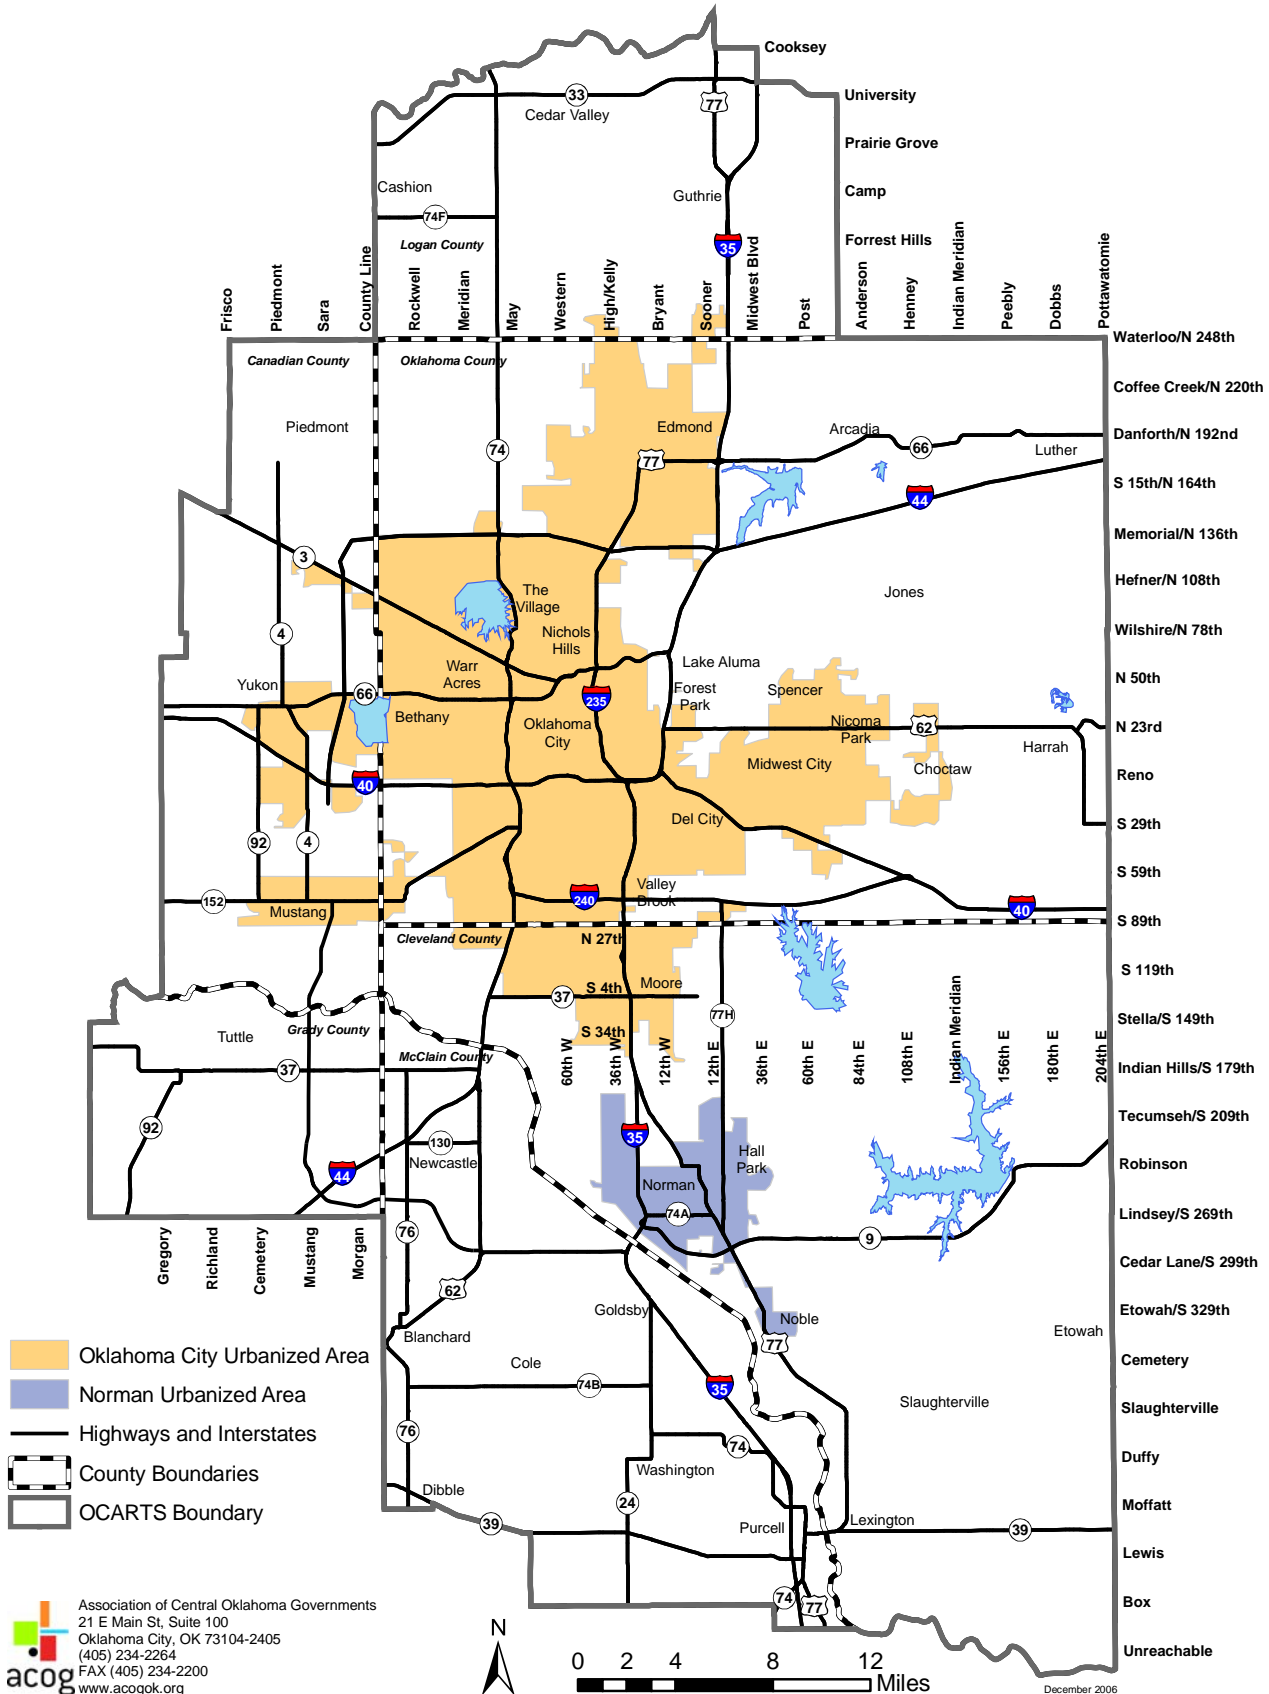 Cooksey
University
33
77
Cedar Valley
Prairie Grove
Cashion
Guthrie
Camp
74F
Logan County
35
Forrest Hills
Frisco
Piedmont
Sara
County Line
Rockwell
Meridian
May
Western
High/Kelly
Bryant
Sooner
Midwest Blvd
Post
Anderson
Henney
Indian Meridian
Peebly
Dobbs
Pottawatomie
Waterloo/N 248th
Canadian County
Oklahoma County
Coffee Creek/N 220th
Piedmont
Edmond
Arcadia
Danforth/N 192nd
74
77
66
Luther
S 15th/N 164th
44
Memorial/N 136th
3
Hefner/N 108th
The
Village
Jones
4
Nichols
Hills
Wilshire/N 78th
Warr
Acres
Lake Aluma
Yukon
66
235
Forest
Park
Spencer
N 50th
Bethany
Oklahoma
City
Nicoma
Park
62
N 23rd
Harrah
40
Midwest City
Choctaw
Reno
92
4
Del City
S 29th
152
Mustang
240
Valley
Brook
S 59th
40
S 89th
Cleveland County
N 27th
S 119th
S 4th
Moore
37
77H
Stella/S 149th
Tuttle
Grady County
S 34th
McClain County
60th W
36th W
12th W
12th E
36th E
60th E
84th E
108th E
Indian Meridian
156th E
180th E
204th E
Indian Hills/S 179th
37
92
Tecumseh/S 209th
130
35
Newcastle
Hall
Park
Robinson
44
Norman
74A
Lindsey/S 269th
76
9
Gregory
Richland
Cemetery
Mustang
Morgan
Cedar Lane/S 299th
62
Goldsby
Noble
Etowah/S 329th
Blanchard
77
Etowah
Cole
Cemetery
74B
35
Slaughterville
Slaughterville
76
74
Duffy
Washington
Dibble
24
Moffatt
39
Purcell
Lexington
39
Lewis
74
77
Box
Unreachable
Oklahoma City Urbanized Area
Norman Urbanized Area
Highways and Interstates
County Boundaries
OCARTS Boundary
acog
Association of Central Oklahoma Governments
21 E Main St, Suite 100
Oklahoma City, OK 73104-2405
(405) 234-2264
FAX (405) 234-2200
www.acogok.org
N
0 2 4 8 12
Miles
December 2006